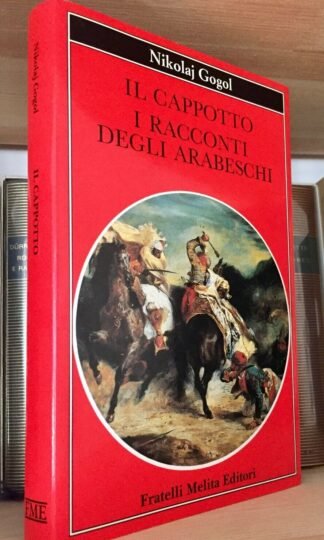 Nikolaj Gogol
IL CAPPOTTO
I RACCONTI
DEGLI ARABESCHI
Fratelli Melita Editori
Nikolaj Gogol
IL CAPPOTTO
FME